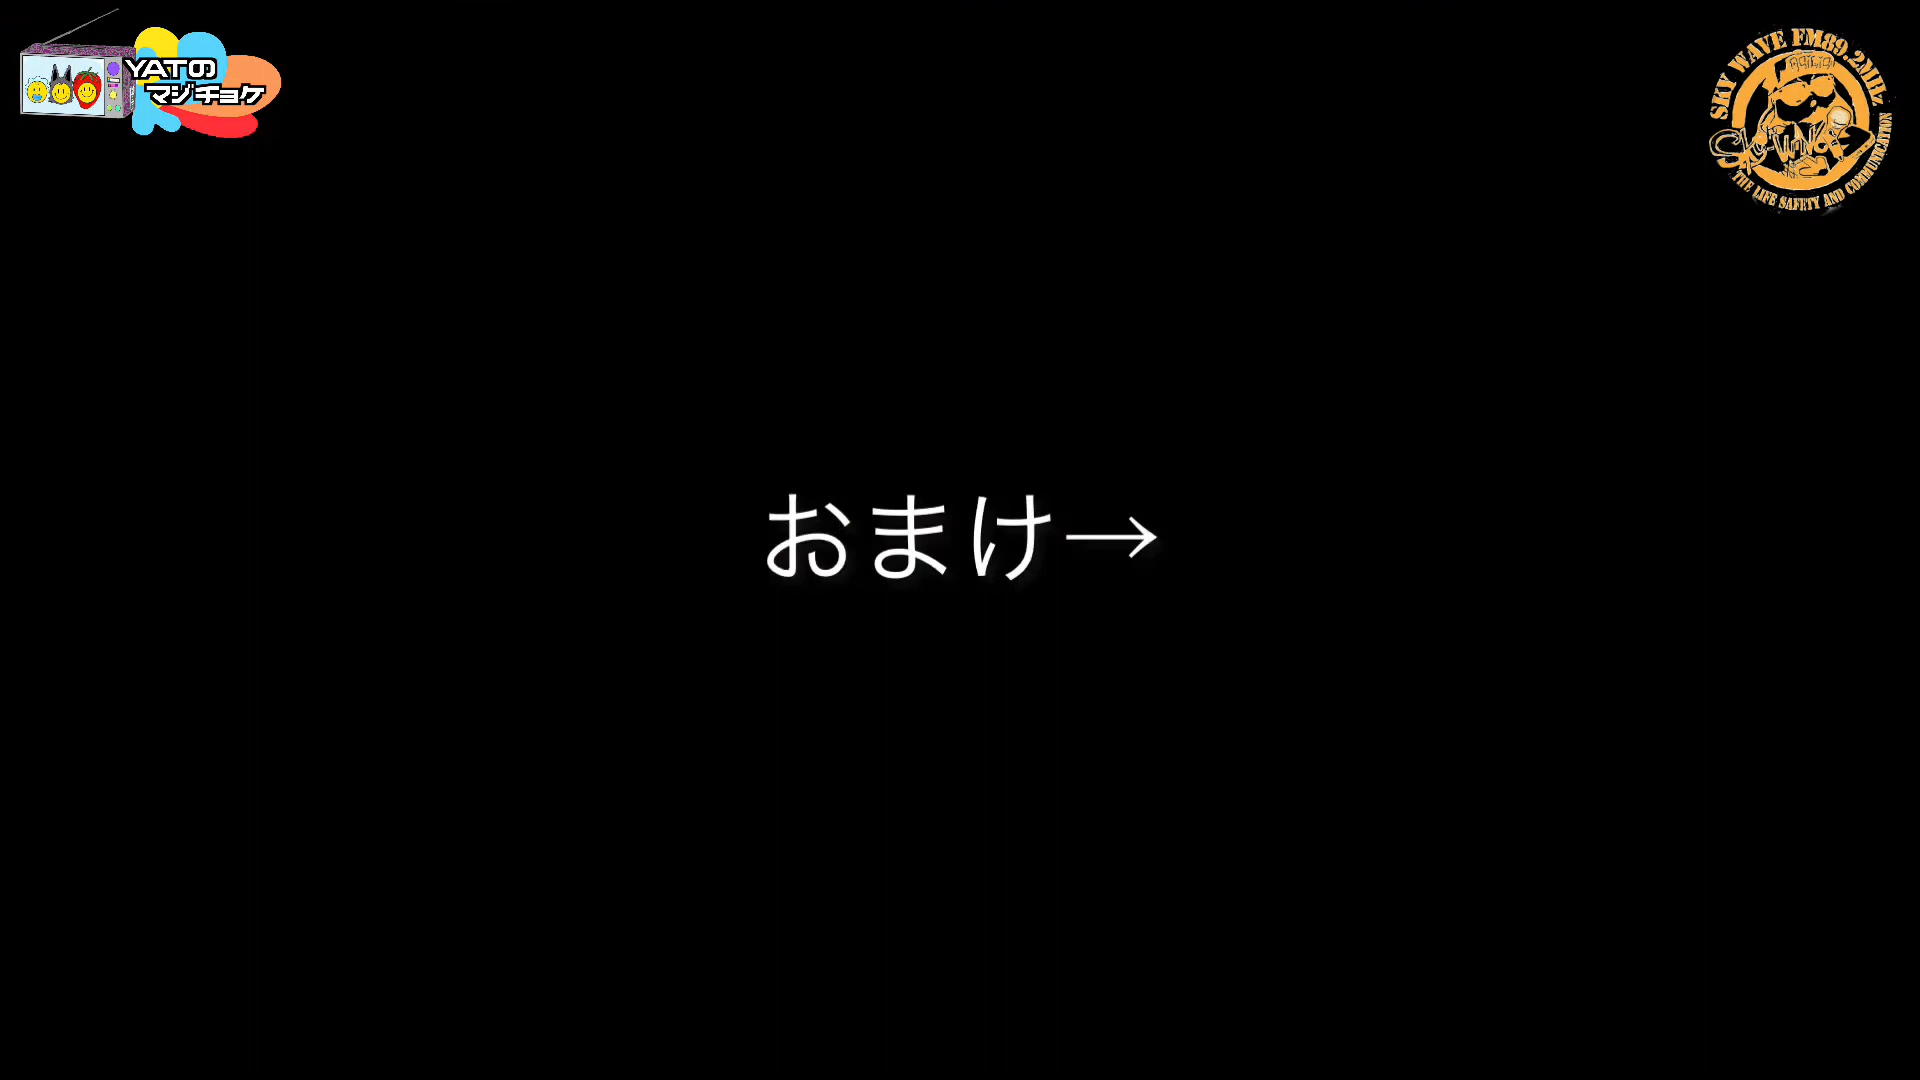 YATの
マジチョケ
SKY WAVE FM89.2MHz
THE LIFE SAFETY AND COMMUNICATION
おまけ→